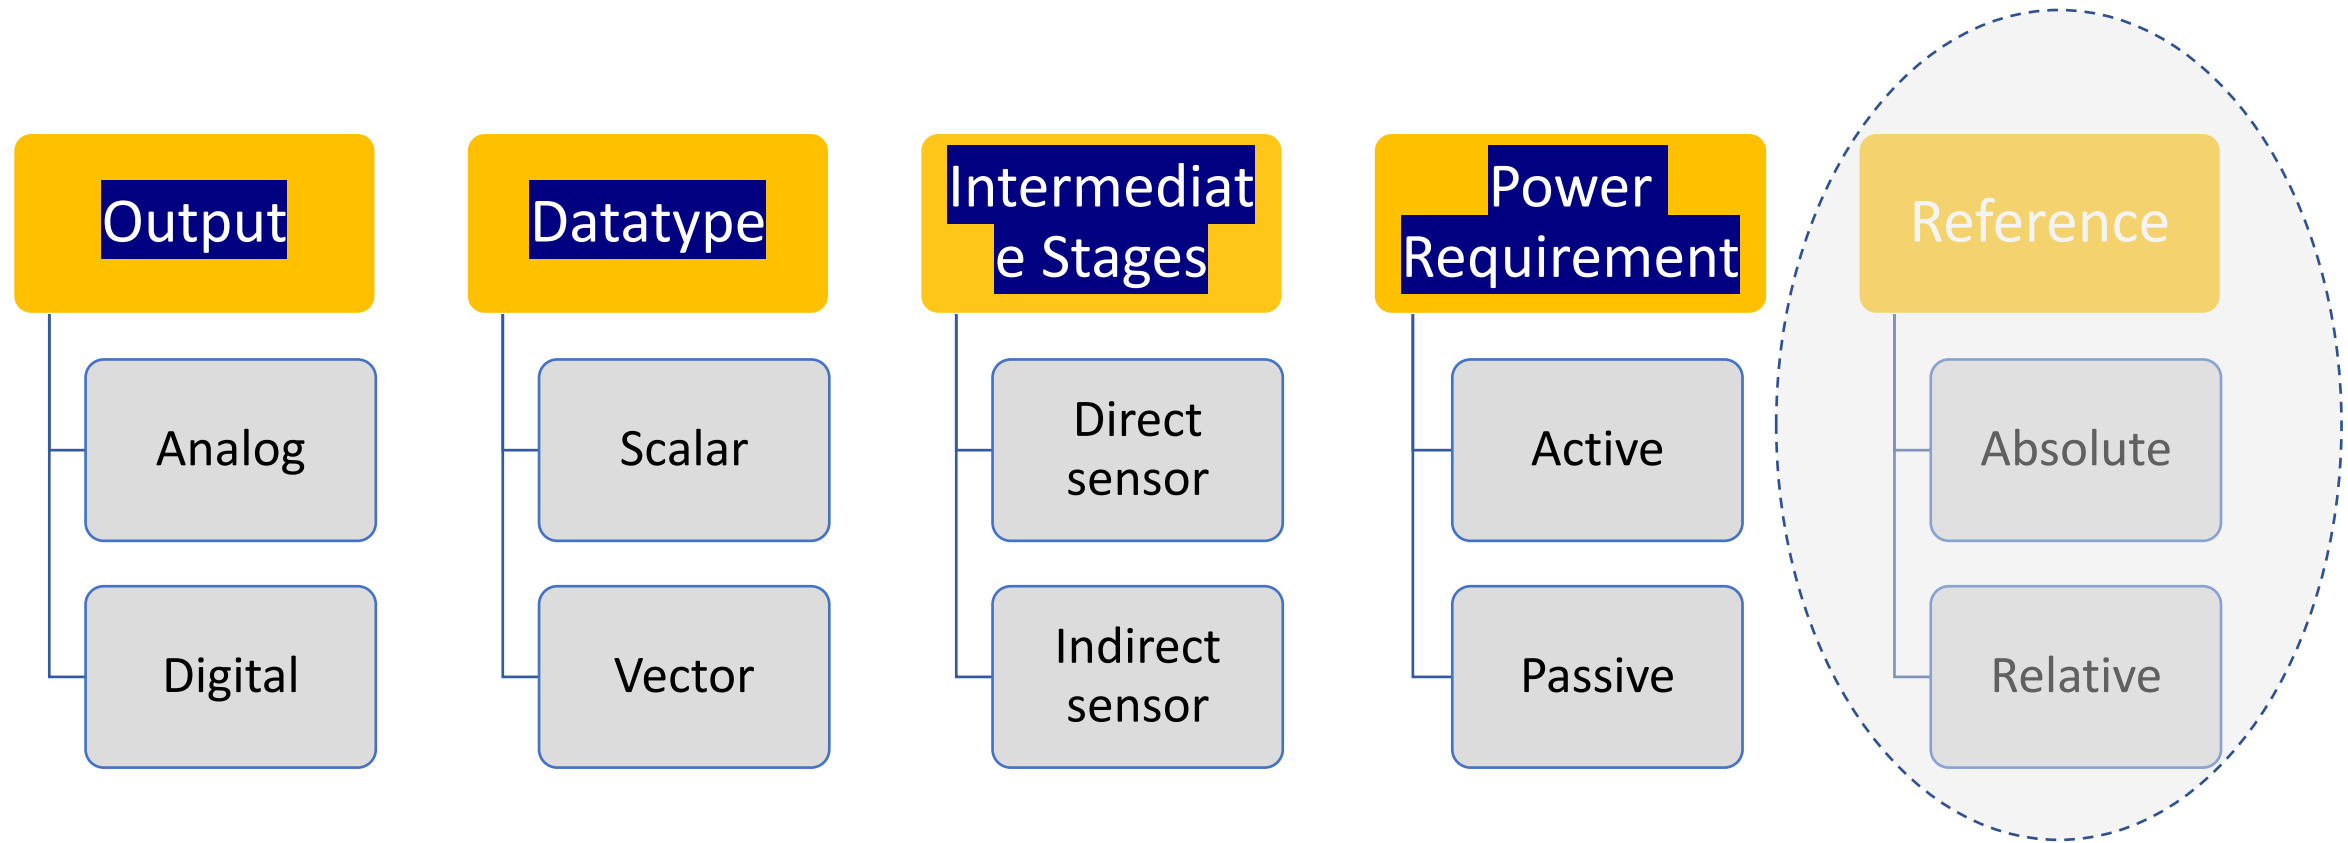 Output
Analog
Digital
Datatype
Scalar
Vector
Intermediat
e Stages
Direct
sensor
Indirect
sensor
Power
Requirement
Active
Passive
Reference
Absolute
Relative